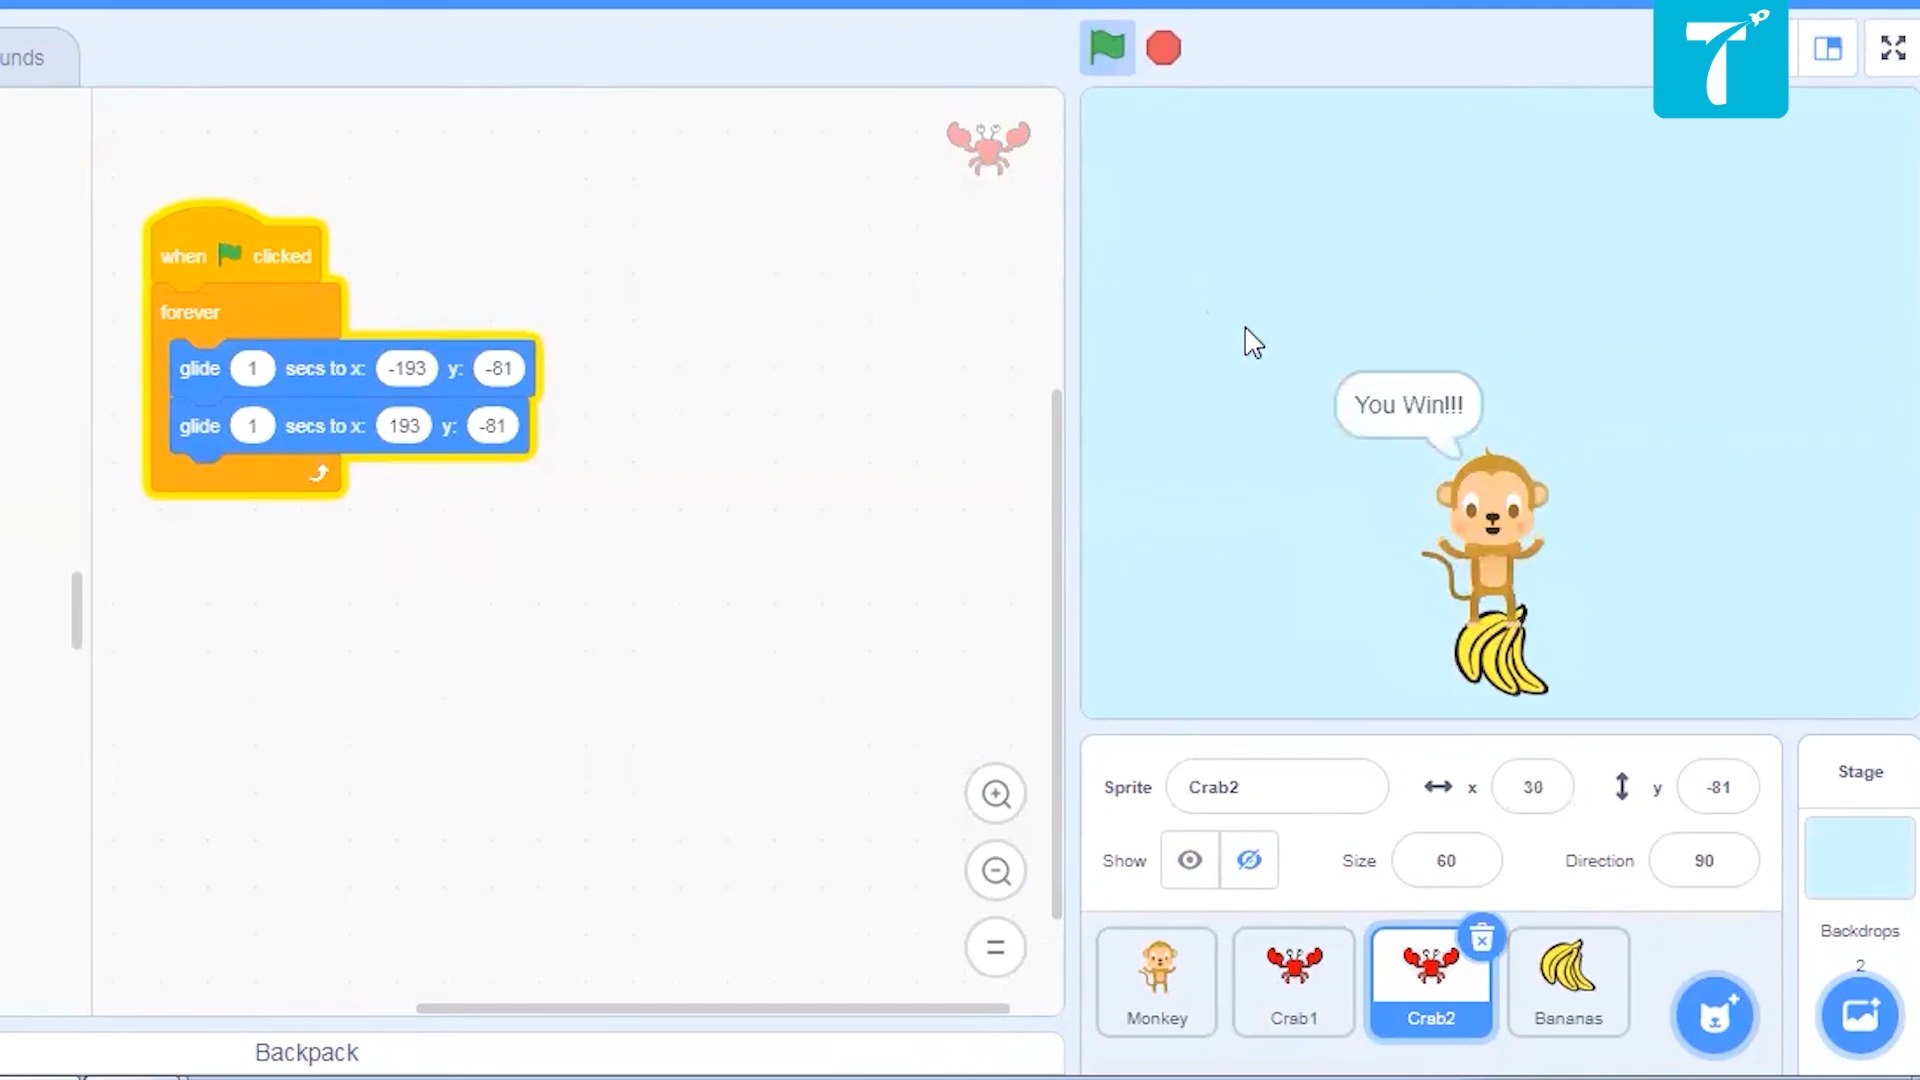 unds
when clicked
forever
glide 1 secs to x: -193 y: -81
glide 1 secs to x: 193 y: -81
You Win!!!
Sprite Crab2 x 30 y -81
Show Size 60 Direction 90
Monkey Crab1 Crab2 Bananas
Stage
Backdrops
2
Backpack